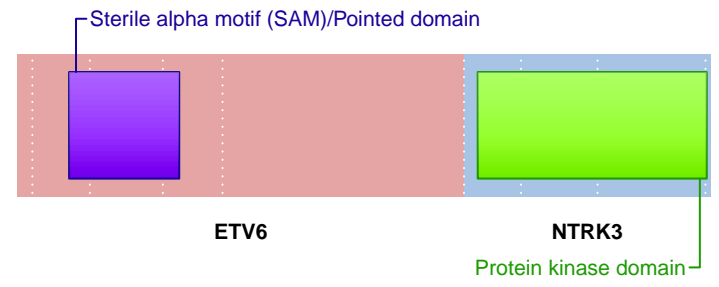 Sterile alpha motif (SAM)/Pointed domain
ETV6
NTRK3
Protein kinase domain